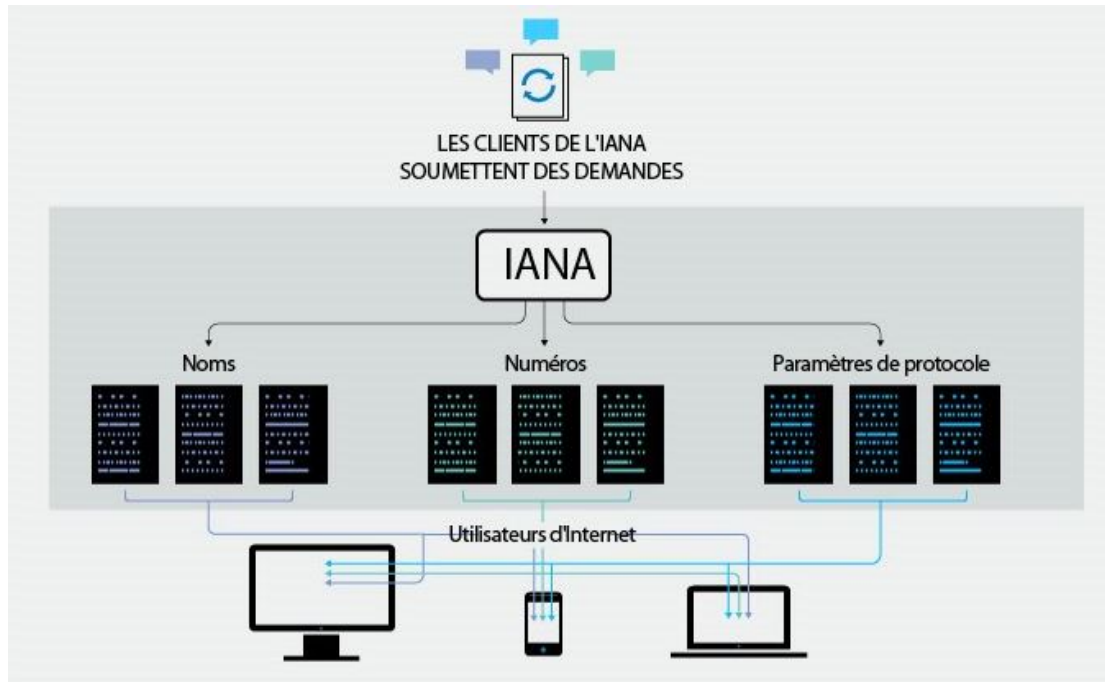 LES CLIENTS DE L'IANA
SOUMETTENT DES DEMANDES
IANA
Noms
Numéros
Paramètres de protocole
Utilisateurs d'Internet